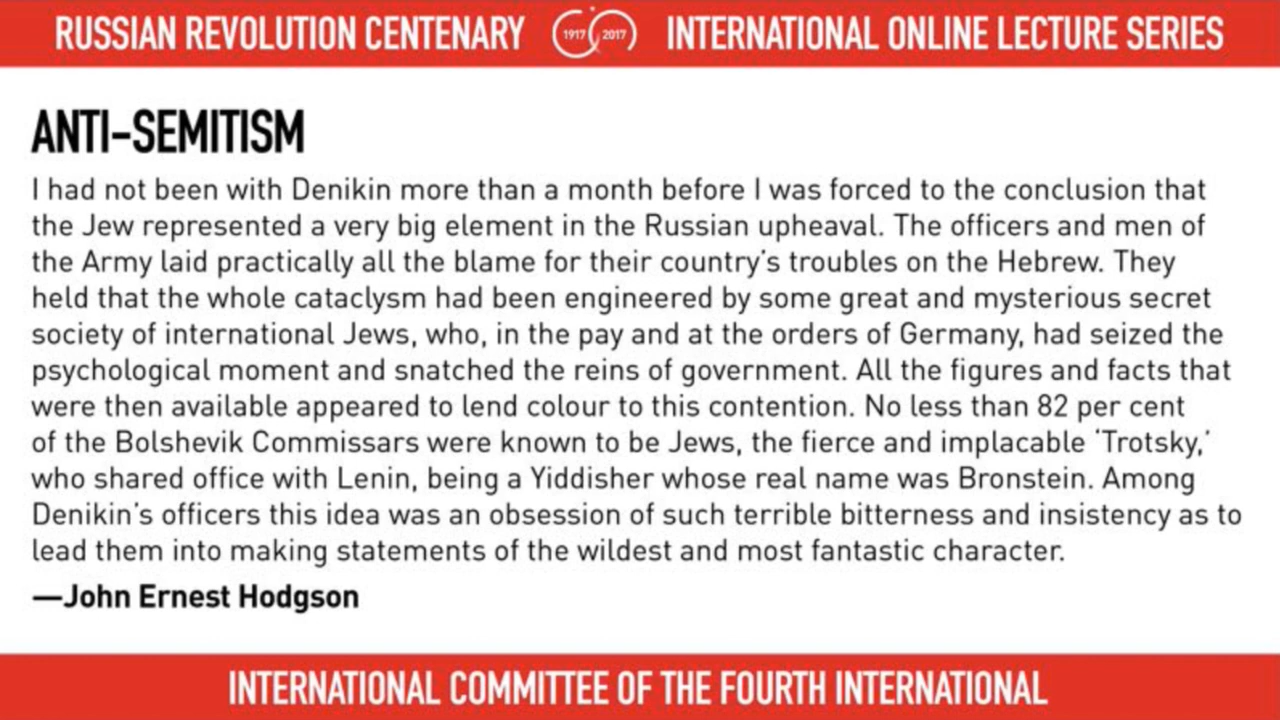 RUSSIAN REVOLUTION CENTENARY 1917 2017 INTERNATIONAL ONLINE LECTURE SERIES
ANTI-SEMITISM
I had not been with Denikin more than a month before I was forced to the conclusion that
the Jew represented a very big element in the Russian upheaval. The officers and men of
the Army laid practically all the blame for their country's troubles on the Hebrew. They
held that the whole cataclysm had been engineered by some great and mysterious secret
society of international Jews, who, in the pay and at the orders of Germany, had seized the
psychological moment and snatched the reins of government. All the figures and facts that
were then available appeared to lend colour to this contention. No less than 82 per cent
of the Bolshevik Commissars were known to be Jews, the fierce and implacable ‘Trotsky,’
who shared office with Lenin, being a Yiddisher whose real name was Bronstein. Among
Denikin's officers this idea was an obsession of such terrible bitterness and insistency as to
lead them into making statements of the wildest and most fantastic character.
—John Ernest Hodgson
INTERNATIONAL COMMITTEE OF THE FOURTH INTERNATIONAL